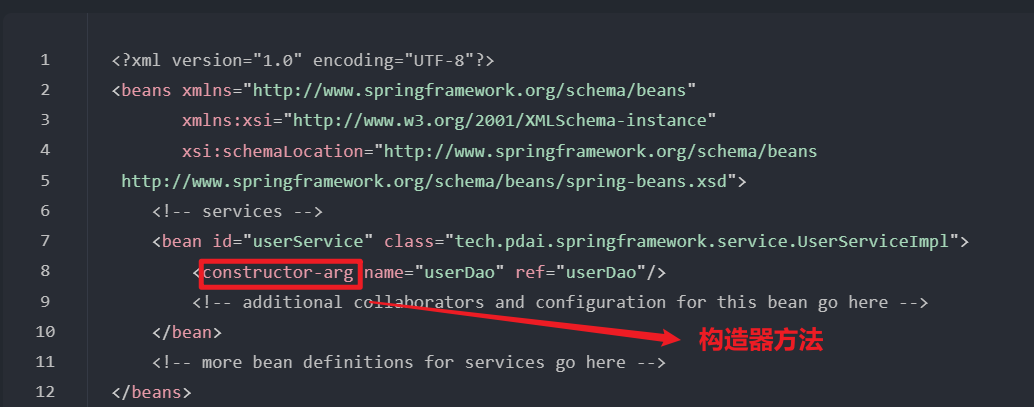 1 <?xml version="1.0" encoding="UTF-8"?>
2 <beans xmlns="http://www.springframework.org/schema/beans"
3 xmlns:xsi="http://www.w3.org/2001/XMLSchema-instance"
4 xsi:schemaLocation="http://www.springframework.org/schema/beans
5 http://www.springframework.org/schema/beans/spring-beans.xsd">
6 <!-- services -->
7 <bean id="userService" class="tech.pdai.springframework.service.UserServiceImpl">
8 <constructor-arg name="userDao" ref="userDao"/>
9 <!-- additional collaborators and configuration for this bean go here -->
10 </bean>
构造器方法
11 <!-- more bean definitions for services go here -->
12 </beans>